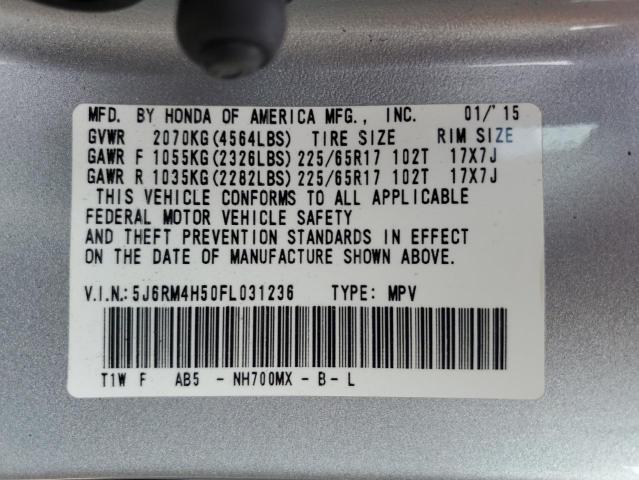 MFD. BY HONDA OF AMERICA MFG., INC. 01/'15
GVWR 2070KG(4564LBS) TIRE SIZE RIM SIZE
GAWR F 1055KG(2326LBS) 225/65R17 102T 17X7J
GAWR R 1035KG(2282LBS) 225/65R17 102T 17X7J
THIS VEHICLE CONFORMS TO ALL APPLICABLE
FEDERAL MOTOR VEHICLE SAFETY
AND THEFT PREVENTION STANDARDS IN EFFECT
ON THE DATE OF MANUFACTURE SHOWN ABOVE.
V.I.N.:5J6RM4H50FL031236 TYPE: MPV
T1W F AB5 - NH700MX - B - L